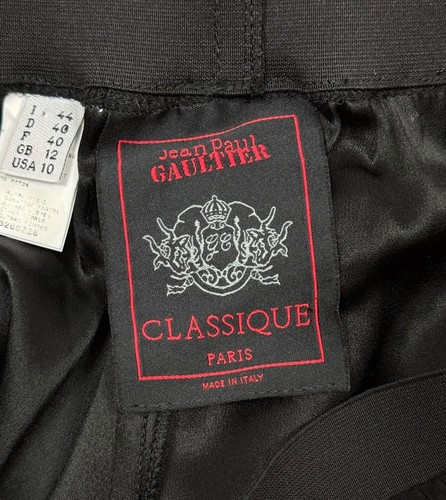 I 44
D 40
F 40
GB 12
USA 10
Jean Paul
GAULTIER
CLASSIQUE
PARIS
MADE IN ITALY